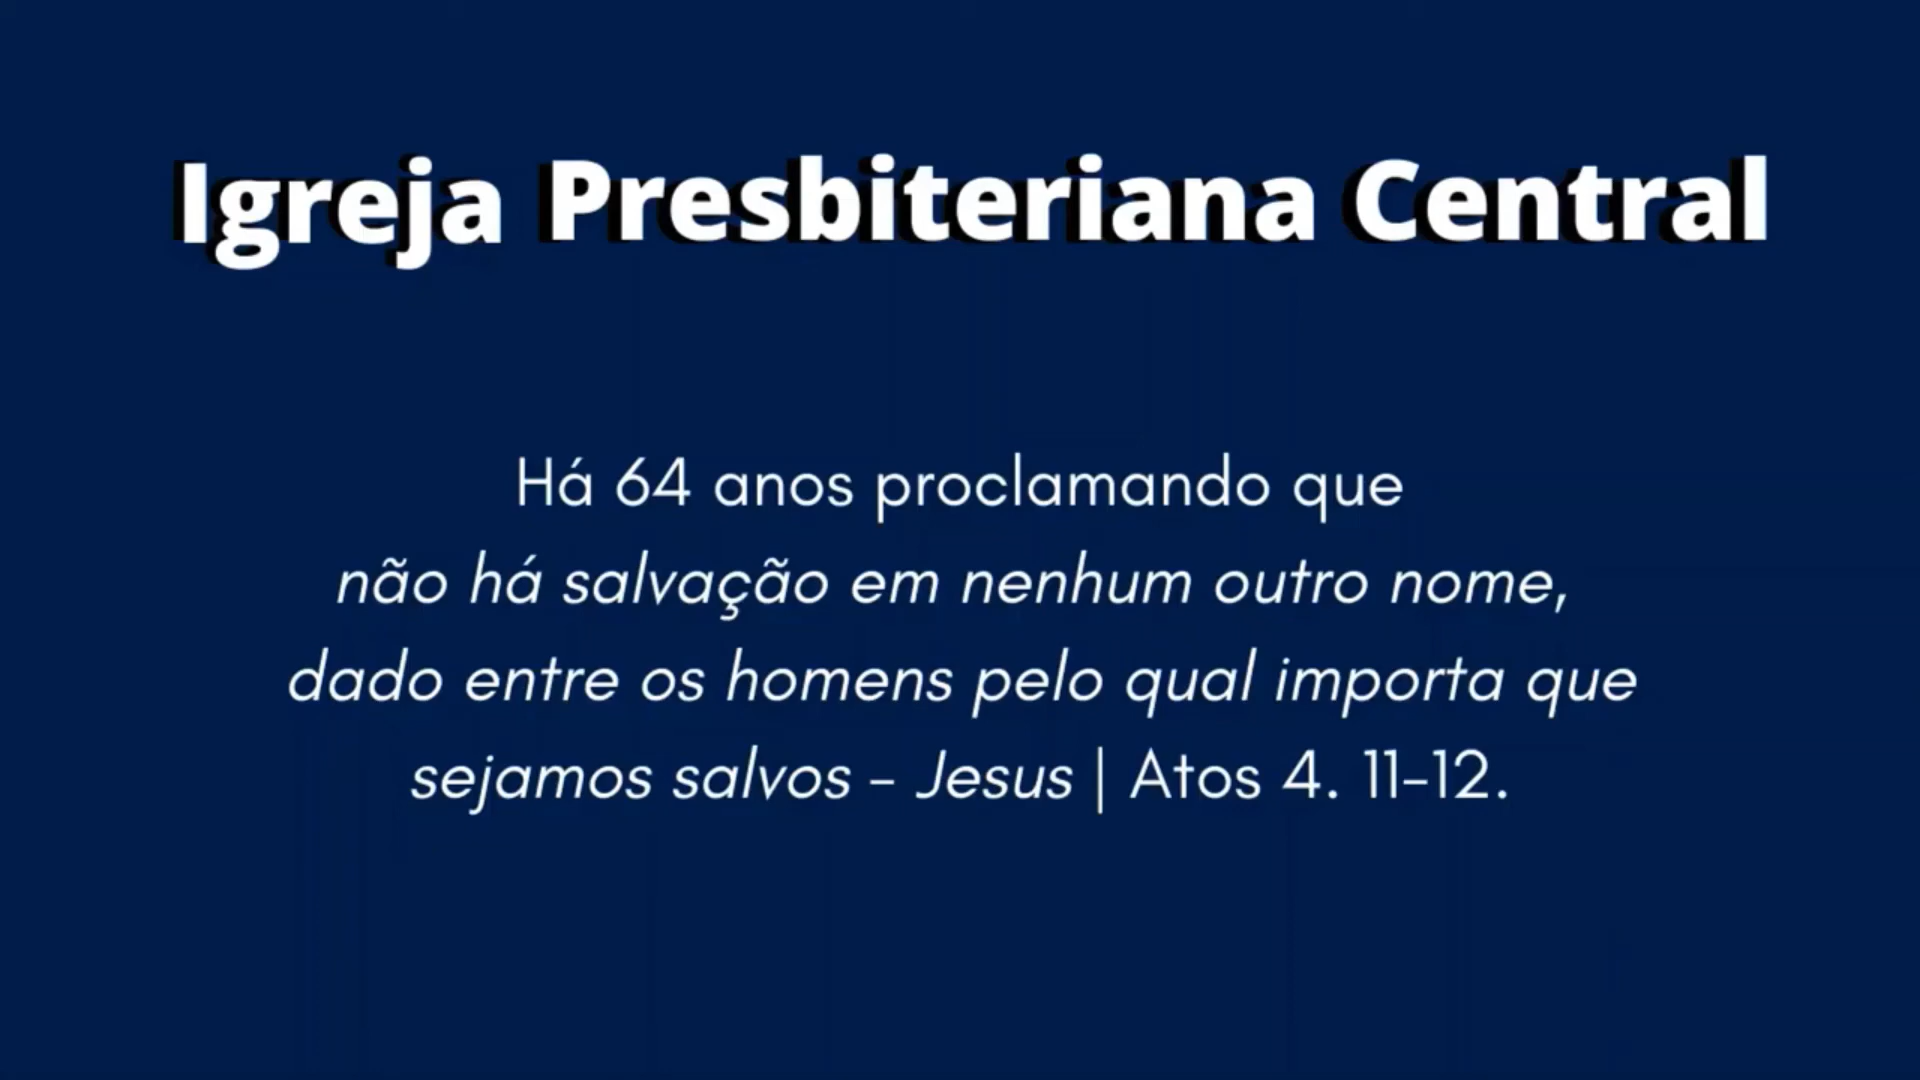 Igreja Presbiteriana Central
Há 64 anos proclamando que
não há salvação em nenhum outro nome,
dado entre os homens pelo qual importa que
sejamos salvos - Jesus | Atos 4. 11-12.